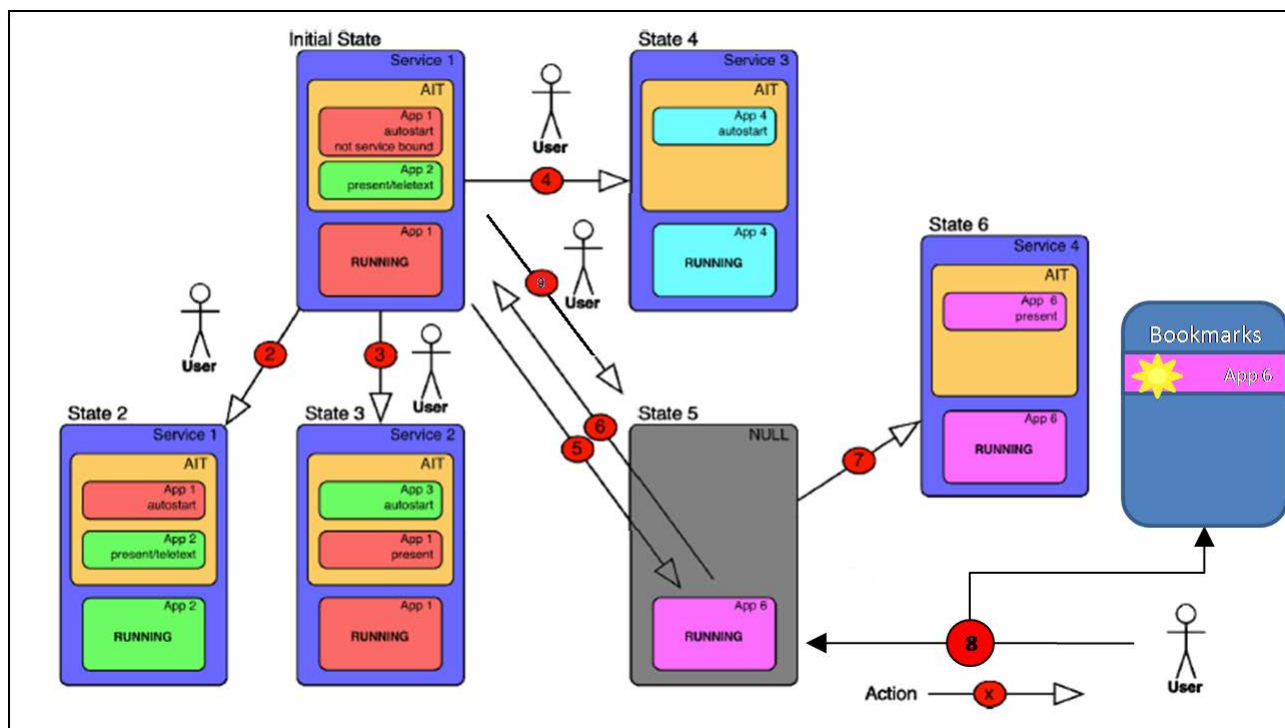 Initial State
Service 1
AIT
App 1
autostart
not service bound
App 2
present/teletext
App 1
RUNNING
User
4
State 4
Service 3
AIT
App 4
autostart
App 4
RUNNING
User
9
State 6
Service 4
AIT
App 6
present
App 6
RUNNING
Bookmarks
App 6
User
2
3
User
State 2
Service 1
AIT
App 1
autostart
App 2
present/teletext
App 2
RUNNING
State 3
Service 2
AIT
App 3
autostart
App 1
present
App 1
RUNNING
5
6
State 5
NULL
App 6
RUNNING
7
8
User
Action
x